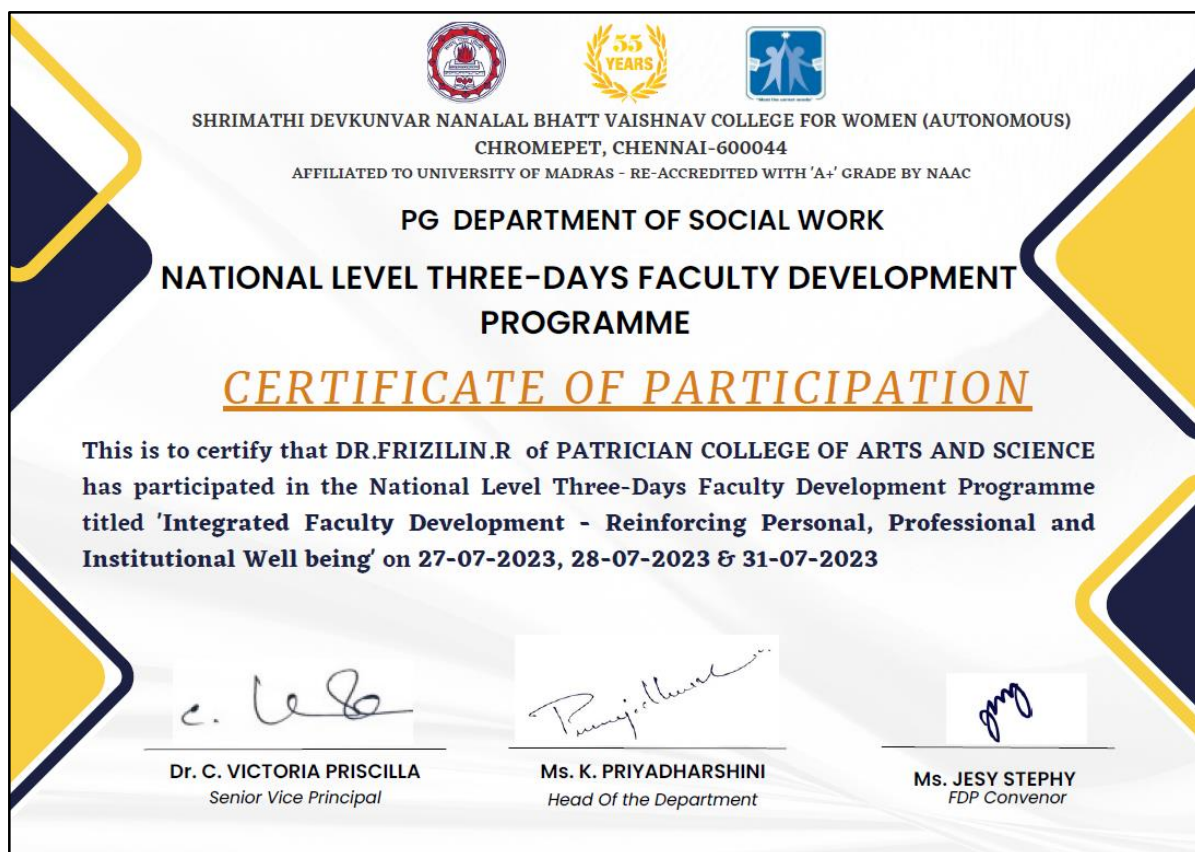 55
YEARS
SHRIMATHI DEVKUNVAR NANALAL BHATT VAISHNAV COLLEGE FOR WOMEN (AUTONOMOUS)
CHROMEPET, CHENNAI-600044
AFFILIATED TO UNIVERSITY OF MADRAS - RE-ACCREDITED WITH 'A+' GRADE BY NAAC
PG DEPARTMENT OF SOCIAL WORK
NATIONAL LEVEL THREE-DAYS FACULTY DEVELOPMENT
PROGRAMME
CERTIFICATE OF PARTICIPATION
This is to certify that DR.FRIZILIN.R of PATRICIAN COLLEGE OF ARTS AND SCIENCE
has participated in the National Level Three-Days Faculty Development Programme
titled 'Integrated Faculty Development - Reinforcing Personal, Professional and
Institutional Well being' on 27-07-2023, 28-07-2023 & 31-07-2023
Dr. C. VICTORIA PRISCILLA
Senior Vice Principal
Ms. K. PRIYADHARSHINI
Head Of the Department
Ms. JESY STEPHY
FDP Convenor